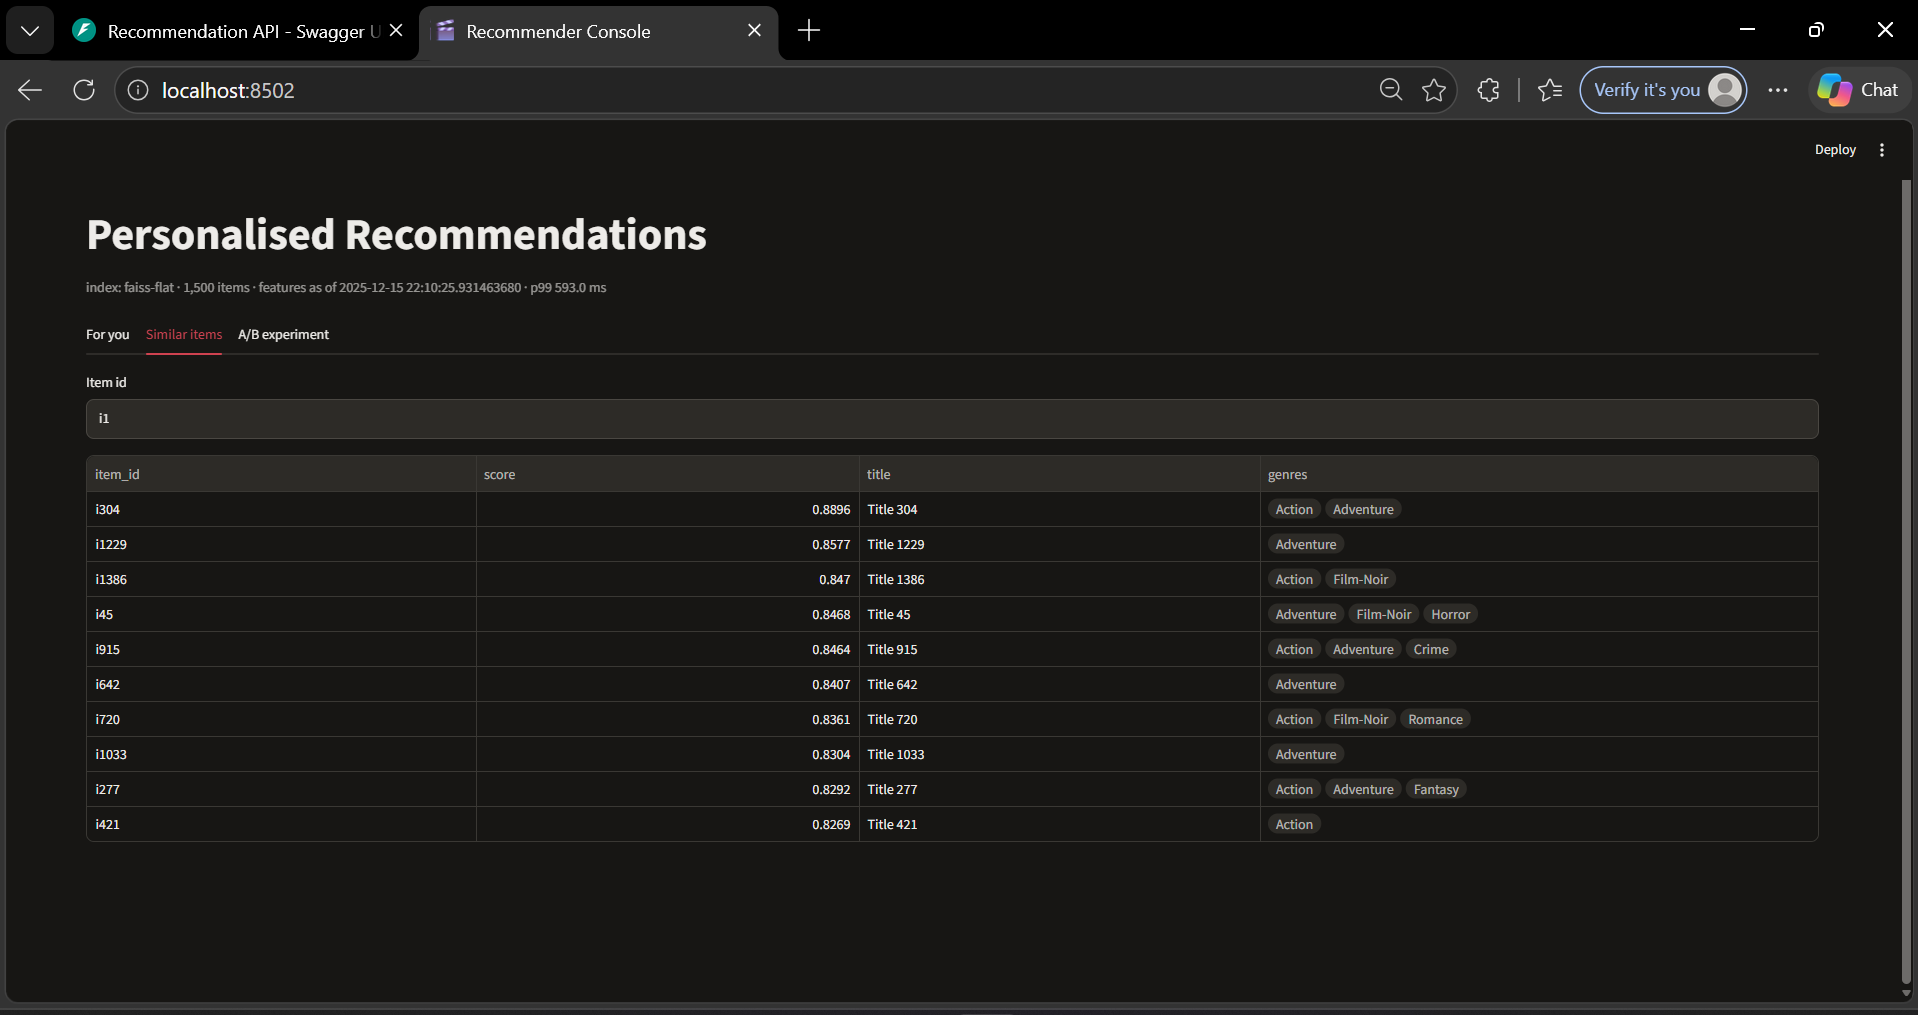 Recommendation API - Swagger U
Recommender Console
localhost:8502
Verify it's you
Chat
Deploy
Personalised Recommendations
index: faiss-flat · 1,500 items · features as of 2025-12-15 22:10:25.931463680 · p99 593.0 ms
For you Similar items A/B experiment
Item id
i1
item_id score title genres
i304 0.8896 Title 304 Action Adventure
i1229 0.8577 Title 1229 Adventure
i1386 0.847 Title 1386 Action Film-Noir
i45 0.8468 Title 45 Adventure Film-Noir Horror
i915 0.8464 Title 915 Action Adventure Crime
i642 0.8407 Title 642 Adventure
i720 0.8361 Title 720 Action Film-Noir Romance
i1033 0.8304 Title 1033 Adventure
i277 0.8292 Title 277 Action Adventure Fantasy
i421 0.8269 Title 421 Action